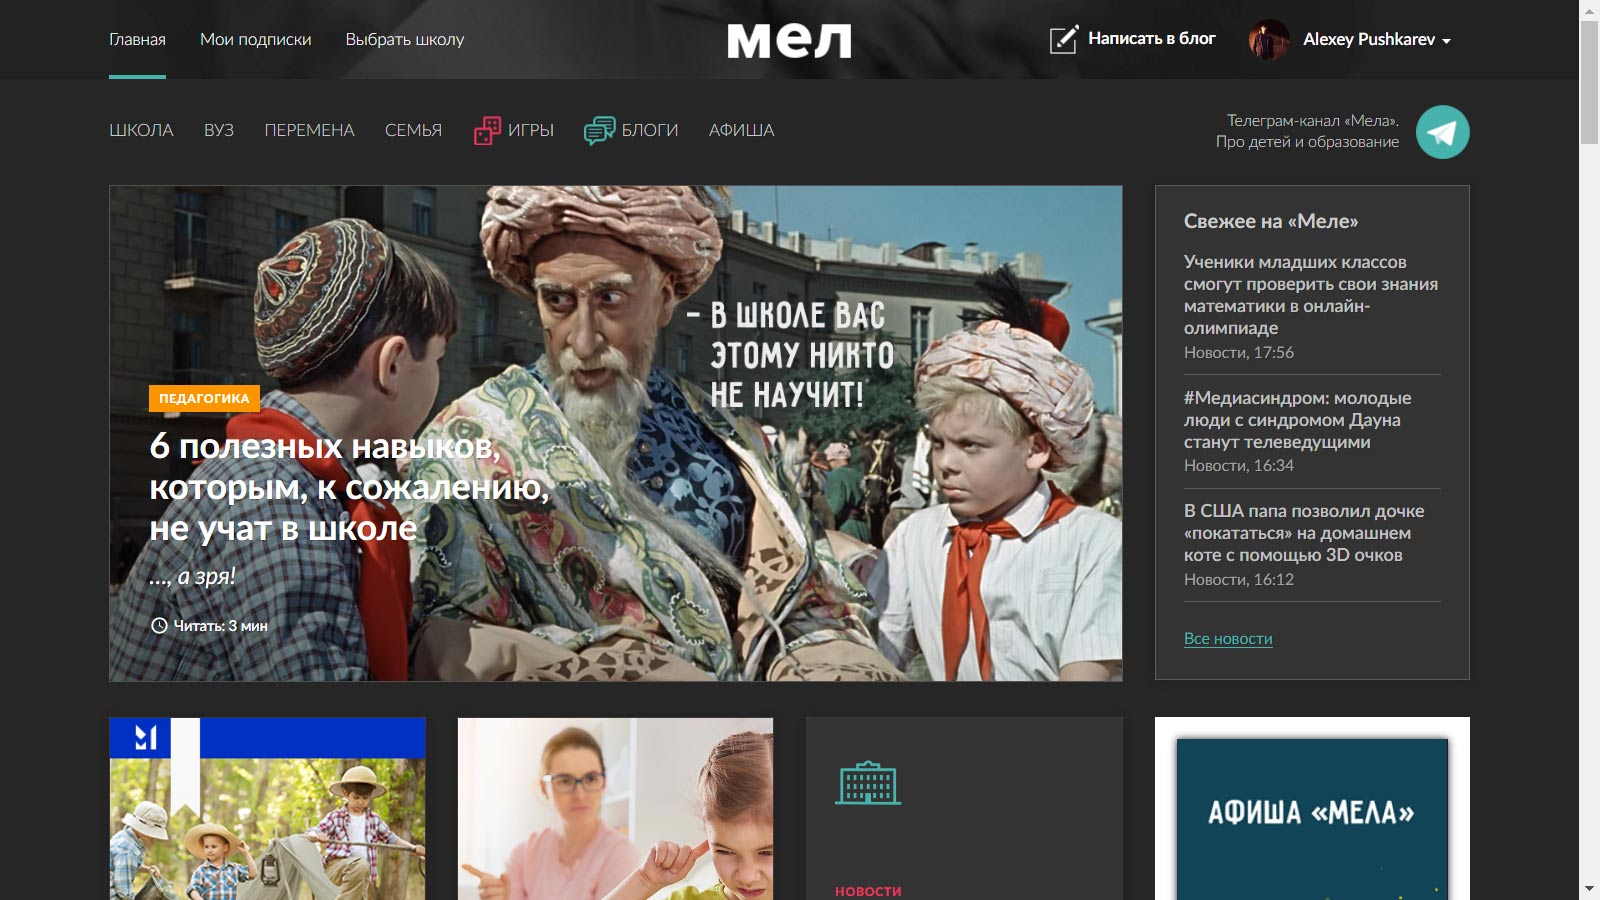 Главная
Мои подписки
Выбрать школу
мел
Написать в блог
Alexey Pushkarev
ШКОЛА
ВУЗ
ПЕРЕМЕНА
СЕМЬЯ
ИГРЫ
БЛОГИ
АФИША
Телеграм-канал «Мела».
Про детей и образование
– В ШКОЛЕ ВАС
ЭТОМУ НИКТО
НЕ НАУЧИТ!
ПЕДАГОГИКА
6 полезных навыков,
которым, к сожалению,
не учат в школе
…, а зря!
Читать: 3 мин
Свежее на «Меле»
Ученики младших классов
смогут проверить свои знания
математики в онлайн-
олимпиаде
Новости, 17:56
#Медиасиндром: молодые
люди с синдромом Дауна
станут телеведущими
Новости, 16:34
В США папа позволил дочке
«покататься» на домашнем
коте с помощью 3D очков
Новости, 16:12
Все новости
НОВОСТИ
АФИША «МЕЛА»